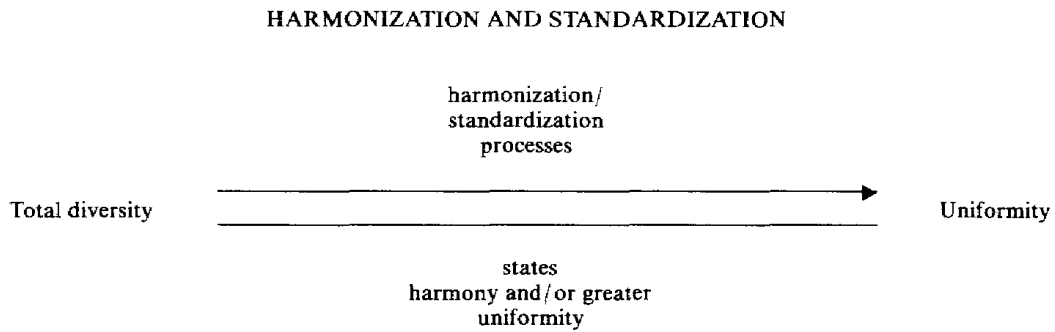 HARMONIZATION AND STANDARDIZATION
harmonization/
standardization
processes
Total diversity
Uniformity
states
harmony and/or greater
uniformity